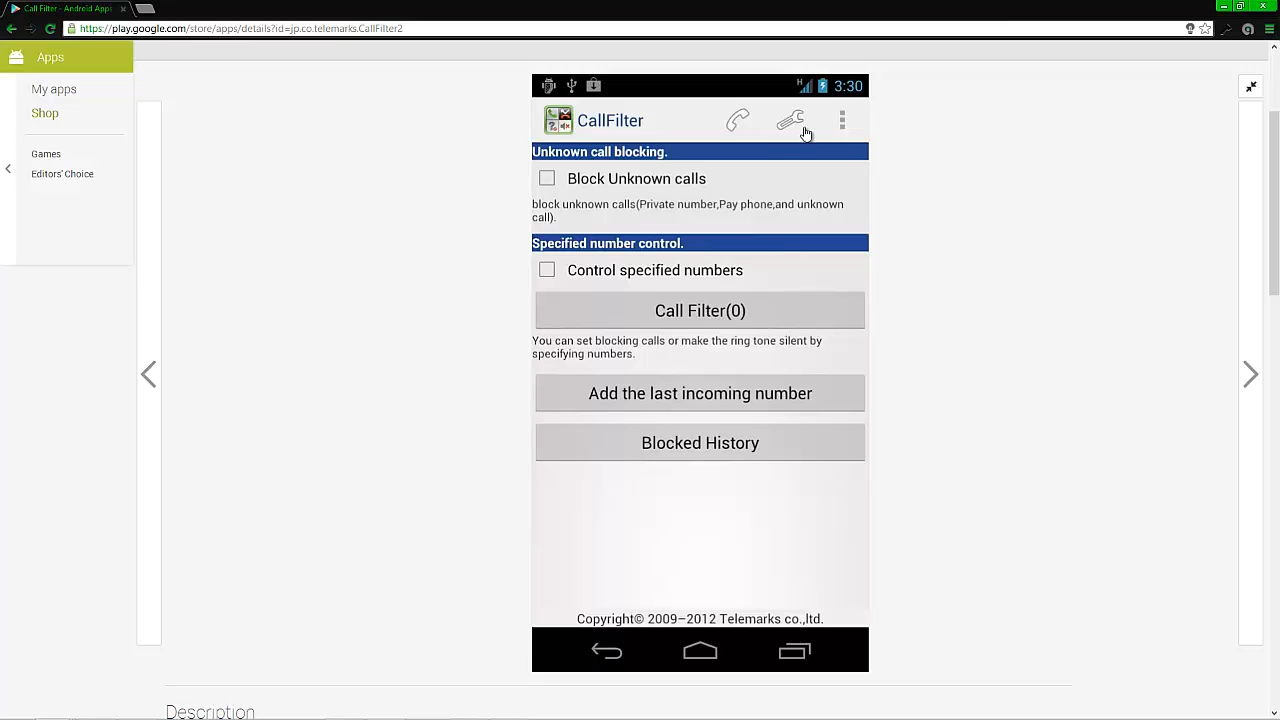 Call Filter - Android Apps
https://play.google.com/store/apps/details?id=jp.co.telemarks.CallFilter2
Apps
My apps
Shop
Games
Editors' Choice
H
3:30
CallFilter
Unknown call blocking.
Block Unknown calls
block unknown calls(Private number,Pay phone,and unknown
call).
Specified number control.
Control specified numbers
Call Filter(0)
You can set blocking calls or make the ring tone silent by
specifying numbers.
Add the last incoming number
Blocked History
Copyright© 2009–2012 Telemarks co.,ltd.
Description